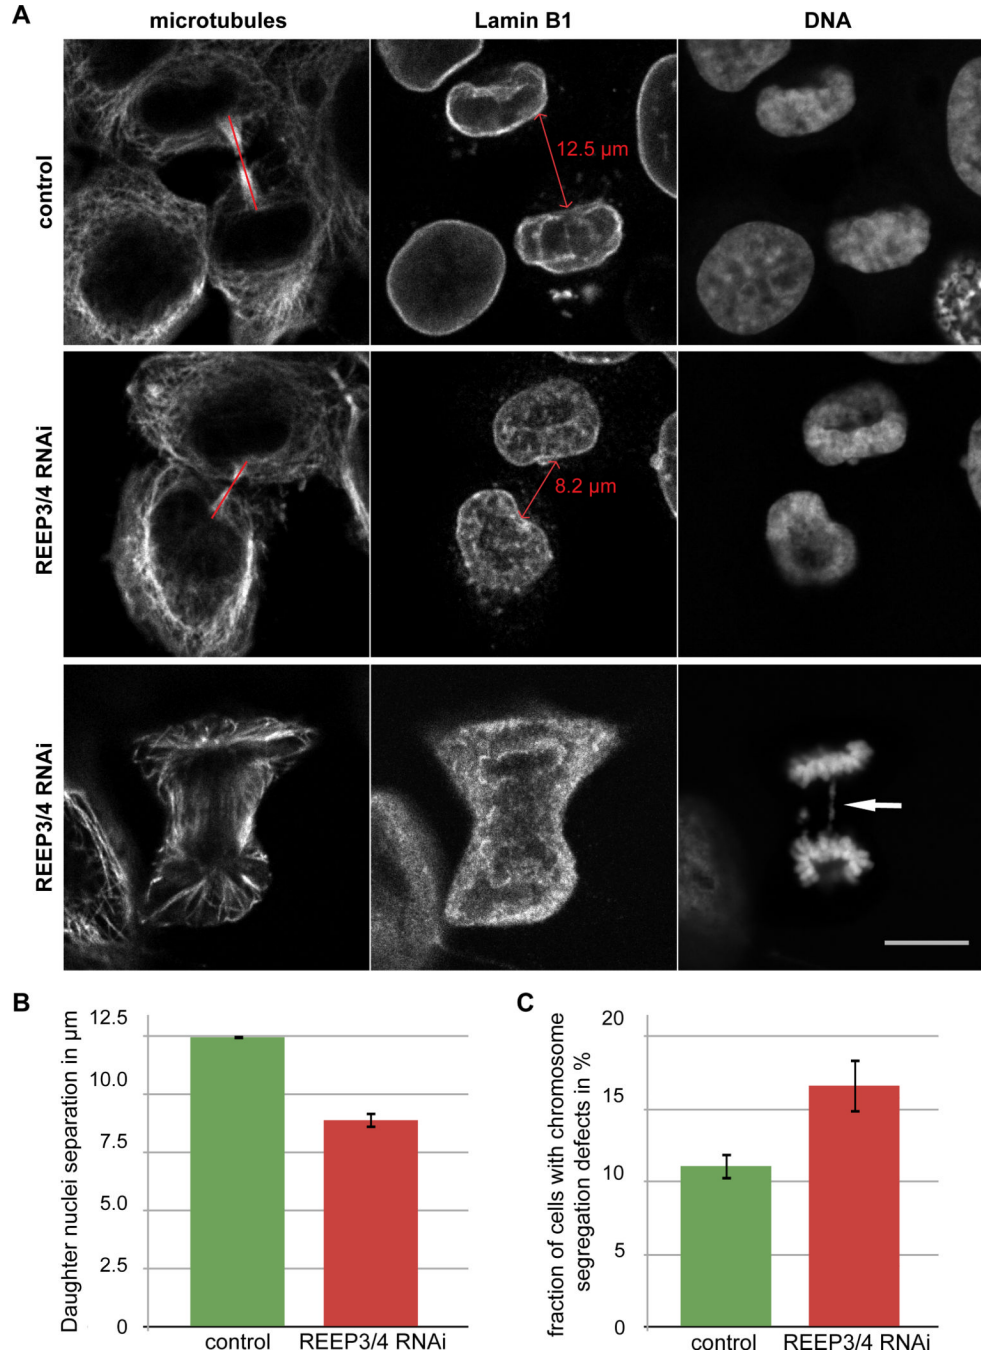 A
microtubules
Lamin B1
DNA
control
12.5 µm
REEP3/4 RNAi
8.2 µm
REEP3/4 RNAi
B
Daughter nuclei separation in µm
12.5
10.0
7.5
5.0
2.5
0
control
REEP3/4 RNAi
C
fraction of cells with chromosome
segregation defects in %
20
15
10
5
0
control
REEP3/4 RNAi